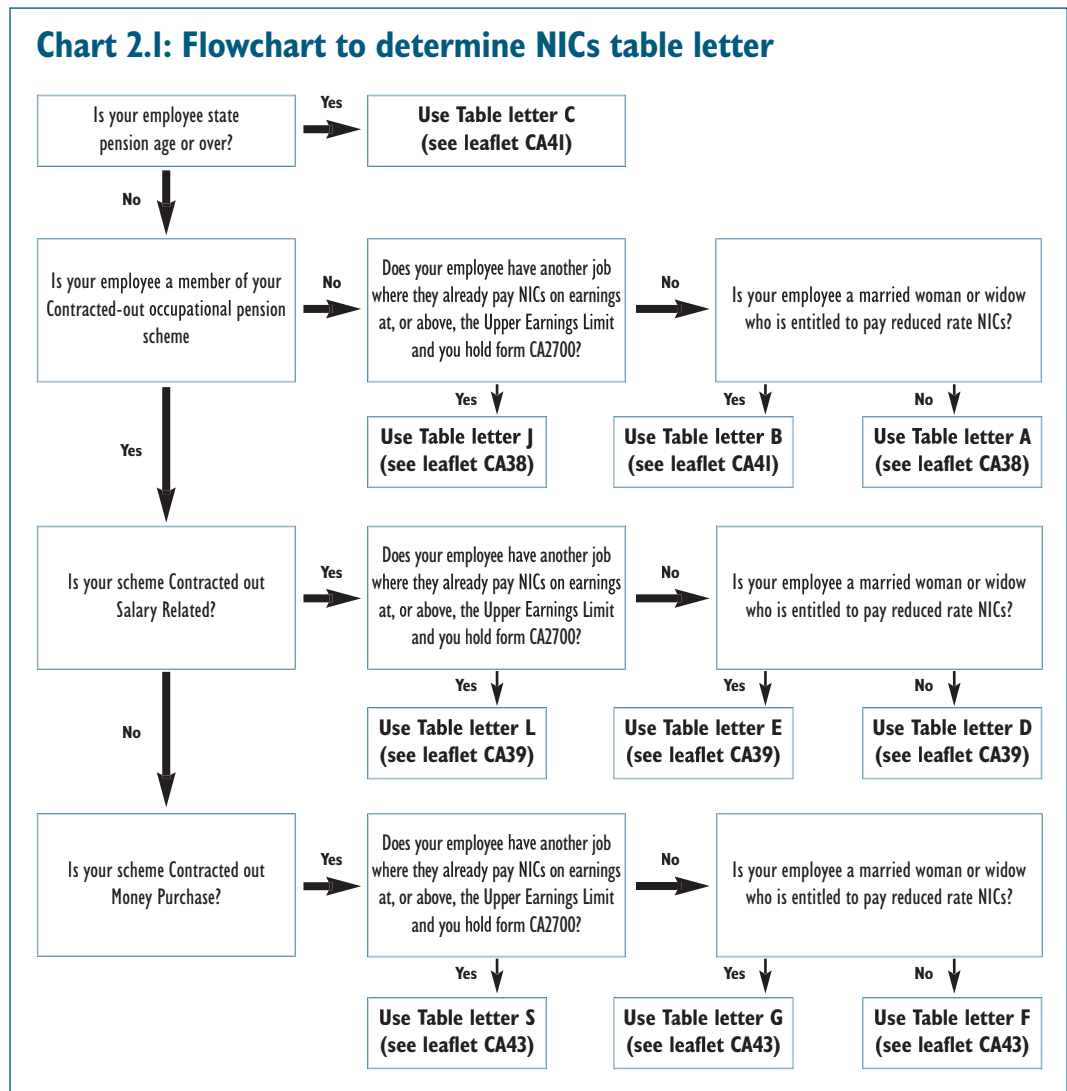 Chart 2.1: Flowchart to determine NICs table letter
Is your employee state
pension age or over?
Yes
Use Table letter C
(see leaflet CA41)
No
Is your employee a member of your
Contracted-out occupational pension
scheme
No
Does your employee have another job
where they already pay NICs on earnings
at, or above, the Upper Earnings Limit
and you hold form CA2700?
No
Is your employee a married woman or widow
who is entitled to pay reduced rate NICs?
Yes
Yes
Yes
No
Use Table letter J
(see leaflet CA38)
Use Table letter B
(see leaflet CA41)
Use Table letter A
(see leaflet CA38)
Is your scheme Contracted out
Salary Related?
Yes
Does your employee have another job
where they already pay NICs on earnings
at, or above, the Upper Earnings Limit
and you hold form CA2700?
No
Is your employee a married woman or widow
who is entitled to pay reduced rate NICs?
No
Yes
Yes
No
Use Table letter L
(see leaflet CA39)
Use Table letter E
(see leaflet CA39)
Use Table letter D
(see leaflet CA39)
Is your scheme Contracted out
Money Purchase?
Yes
Does your employee have another job
where they already pay NICs on earnings
at, or above, the Upper Earnings Limit
and you hold form CA2700?
No
Is your employee a married woman or widow
who is entitled to pay reduced rate NICs?
Yes
Yes
No
Use Table letter S
(see leaflet CA43)
Use Table letter G
(see leaflet CA43)
Use Table letter F
(see leaflet CA43)